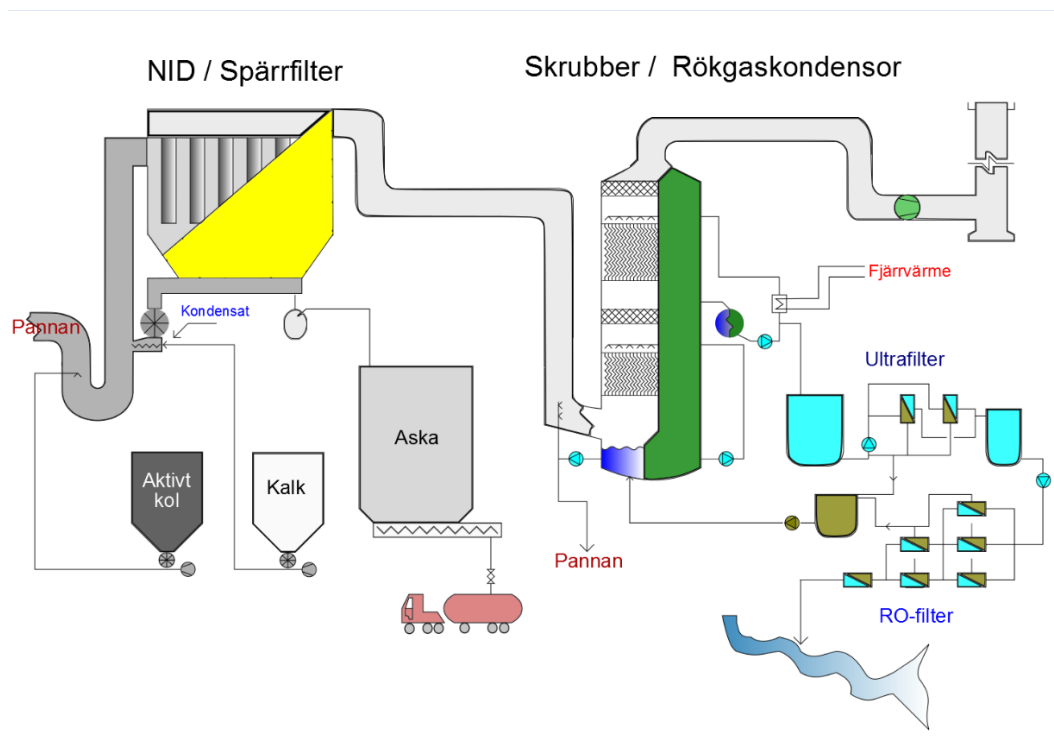 NID / Spärrfilter
Skrubber / Rökgaskondensor
Fjärrvärme
Kondensat
Pannan
Ultrafilter
Aska
Aktivt
kol
Kalk
Pannan
RO-filter